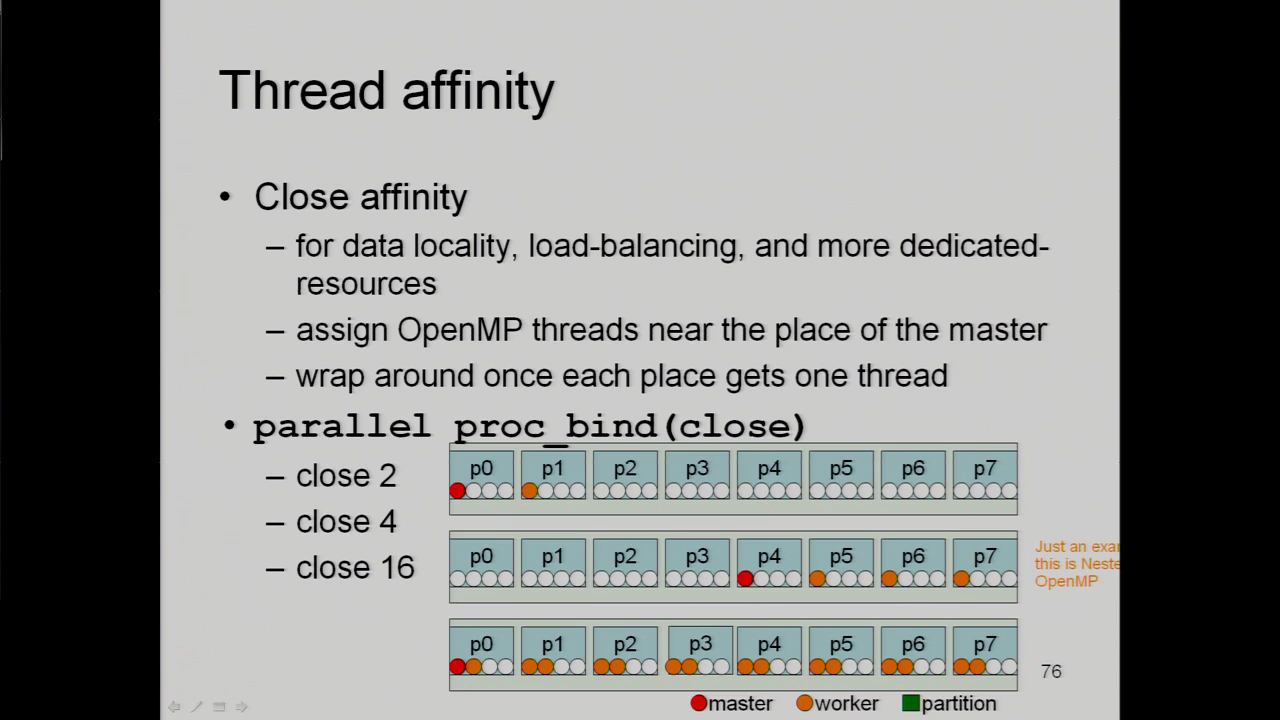 Thread affinity
• Close affinity
– for data locality, load-balancing, and more dedicated-
resources
– assign OpenMP threads near the place of the master
– wrap around once each place gets one thread
• parallel proc_bind(close)
– close 2
– close 4
– close 16
p0 p1 p2 p3 p4 p5 p6 p7
p0 p1 p2 p3 p4 p5 p6 p7
Just an
this is
OpenMP
p0 p1 p2 p3 p4 p5 p6 p7
76
master worker partition